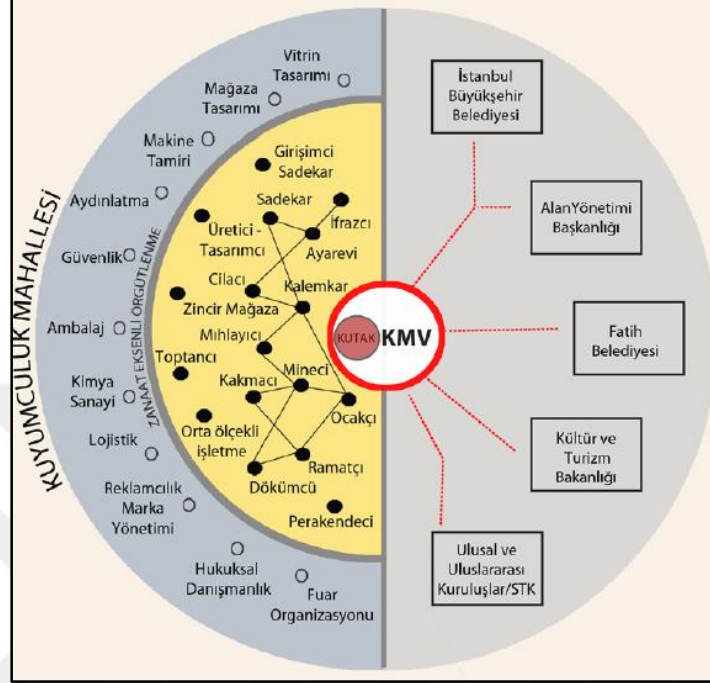 Vitrin
Tasarımı
Mağaza
Tasarımı
Makine
Tamiri
Aydınlatma
Güvenlik
Ambalaj
Kimya
Sanayi
Lojistik
Reklamcılık
Marka
Yönetimi
Hukuksal
Danışmanlık
Fuar
Organizasyonu
KUYUMCULUK MAHALLESİ
ZANAAT EKSENLİ ÖRGÜTLENME
Girişimci
Sadekar
Sadekar
İfrazcı
Üretici -
Tasarımcı
Ayarevi
Cilacı
Kalemkar
Zincir Mağaza
Mıhlayıcı
Toptancı
Mineci
Kakmacı
Ocakçı
Orta ölçekli
işletme
Ramatçı
Dökümcü
Perakendeci
KUTAK
KMV
İstanbul
Büyükşehir
Belediyesi
AlanYönetimi
Başkanlığı
Fatih
Belediyesi
Kültür ve
Turizm
Bakanlığı
Ulusal ve
Uluslararası
Kuruluşlar/STK